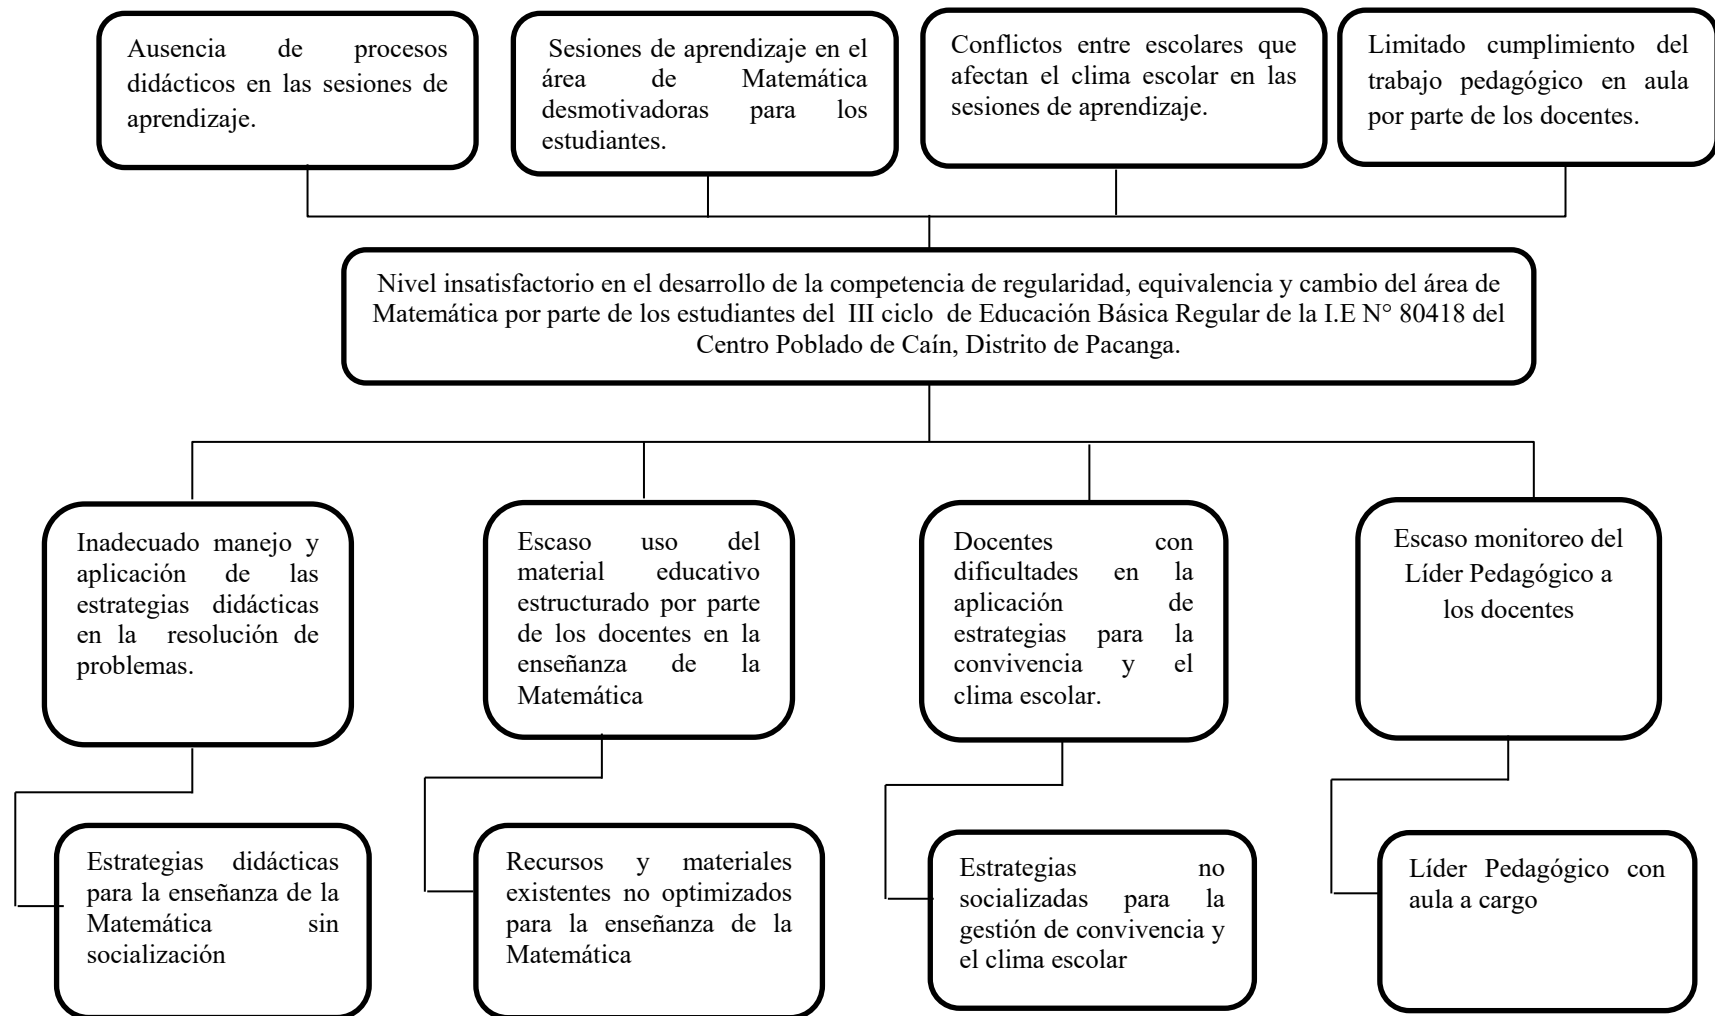 Ausencia de procesos
didácticos en las sesiones de
aprendizaje.
Sesiones de aprendizaje en el
área de Matemática
desmotivadoras para los
estudiantes.
Conflictos entre escolares que
afectan el clima escolar en las
sesiones de aprendizaje.
Limitado cumplimiento del
trabajo pedagógico en aula
por parte de los docentes.
Nivel insatisfactorio en el desarrollo de la competencia de regularidad, equivalencia y cambio del área de
Matemática por parte de los estudiantes del III ciclo de Educación Básica Regular de la I.E N° 80418 del
Centro Poblado de Caín, Distrito de Pacanga.
Inadecuado manejo y
aplicación de las
estrategias didácticas
en la resolución de
problemas.
Escaso uso del
material educativo
estructurado por parte
de los docentes en la
enseñanza de la
Matemática
Docentes con
dificultades en la
aplicación de
estrategias para la
convivencia y el
clima escolar.
Escaso monitoreo del
Líder Pedagógico a
los docentes
Estrategias didácticas
para la enseñanza de la
Matemática sin
socialización
Recursos y materiales
existentes no optimizados
para la enseñanza de la
Matemática
Estrategias no
socializadas para la
gestión de convivencia y
el clima escolar
Líder Pedagógico con
aula a cargo